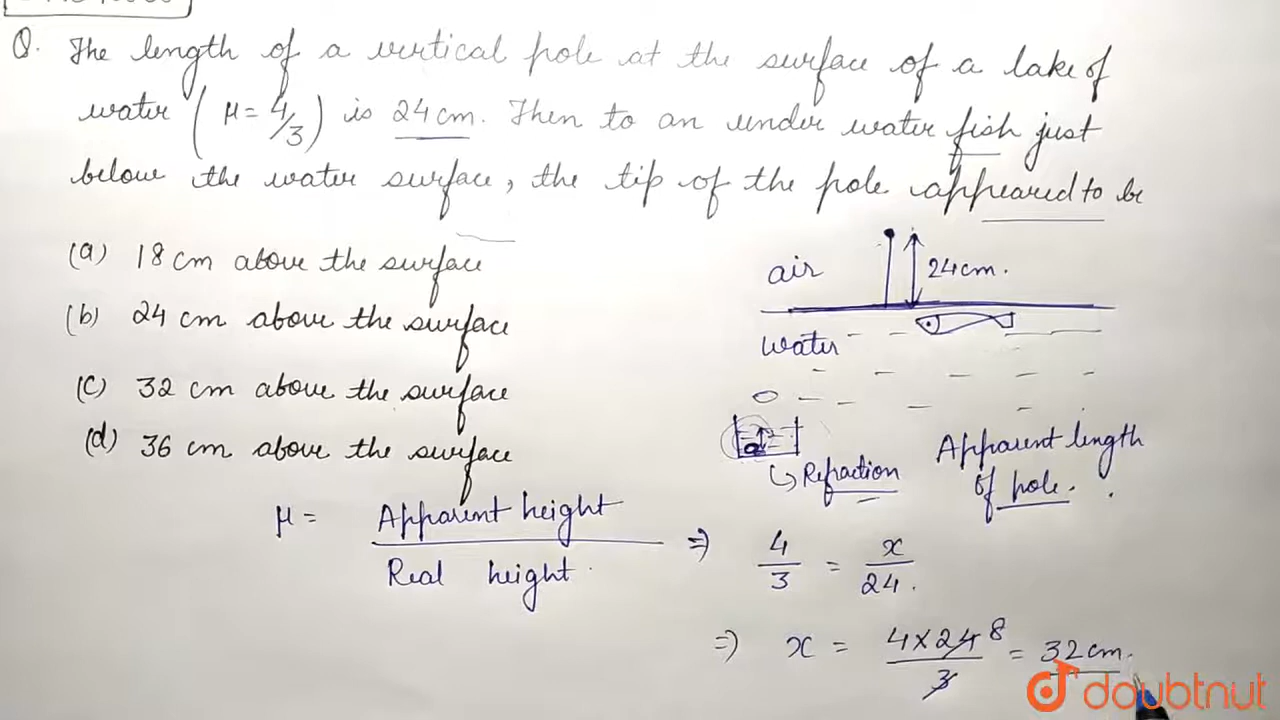 Q. The length of a vertical pole at the surface of a lake of
water (μ = 4/3) is 24 cm. Then to an under water fish just
below the water surface, the tip of the pole appeared to be
(a) 18 cm above the surface
(b) 24 cm above the surface
(c) 32 cm above the surface
(d) 36 cm above the surface
air
24 cm.
water
↳ Refraction
Apparent length
of pole.
μ = Apparent height / Real height
⇒ 4/3 = x/24.
⇒ x = 4×24 8 / 3 = 32 cm.
doubtnut